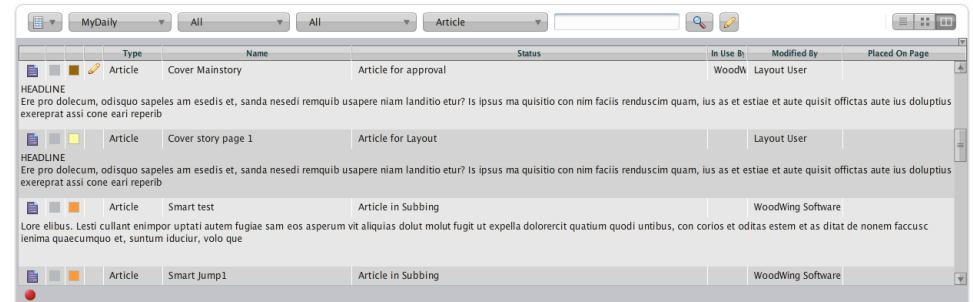 MyDaily All All Article
Type Name Status In Use By Modified By Placed On Page
Article Cover Mainstory Article for approval WoodW Layout User
HEADLINE
Ere pro dolecum, odisquo sapeles am esedis et, sanda nesedi remquib usapere niam landitio etur? Is ipsus ma quisitio con nim faciis renduscim quam, ius as et estiae et aute quisit offictas aute ius doluptius
exereprat assi cone eari reperib
Article Cover story page 1 Article for Layout Layout User
HEADLINE
Ere pro dolecum, odisquo sapeles am esedis et, sanda nesedi remquib usapere niam landitio etur? Is ipsus ma quisitio con nim faciis renduscim quam, ius as et estiae et aute quisit offictas aute ius doluptius
exereprat assi cone eari reperib
Article Smart test Article in Subbing WoodWing Software
Lore elibus. Lesti cullant enimpor uptati autem fugiae sam eos asperum vit aliquias dolut molut fugit ut expella dolorercit quatium quodi untibus, con corios et oditas estem et as ditat de nonem faccusc
ienima quaecumquo et, suntum iduciur, volo que
Article Smart Jump1 Article in Subbing WoodWing Software